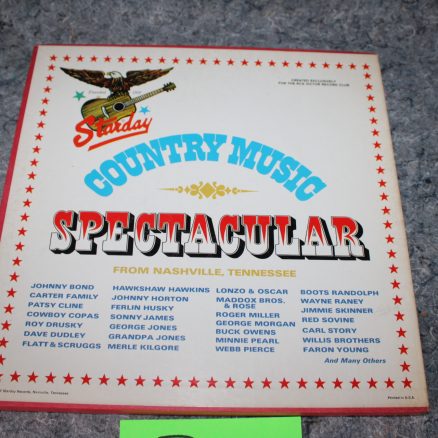 CREATED EXCLUSIVELY
FOR THE RCA VICTOR RECORD CLUB
Starday
COUNTRY MUSIC
SPECTACULAR
FROM NASHVILLE, TENNESSEE
JOHNNY BOND
CARTER FAMILY
PATSY CLINE
COWBOY COPAS
ROY DRUSKY
DAVE DUDLEY
FLATT & SCRUGGS
HAWKSHAW HAWKINS
JOHNNY HORTON
FERLIN HUSKY
SONNY JAMES
GEORGE JONES
GRANDPA JONES
MERLE KILGORE
LONZO & OSCAR
MADDOX BROS.
& ROSE
ROGER MILLER
GEORGE MORGAN
BUCK OWENS
MINNIE PEARL
WEBB PIERCE
BOOTS RANDOLPH
WAYNE RANEY
JIMMIE SKINNER
RED SOVINE
CARL STORY
WILLIS BROTHERS
FARON YOUNG
And Many Others
Starday Records, Nashville, Tennessee
Printed in U.S.A.